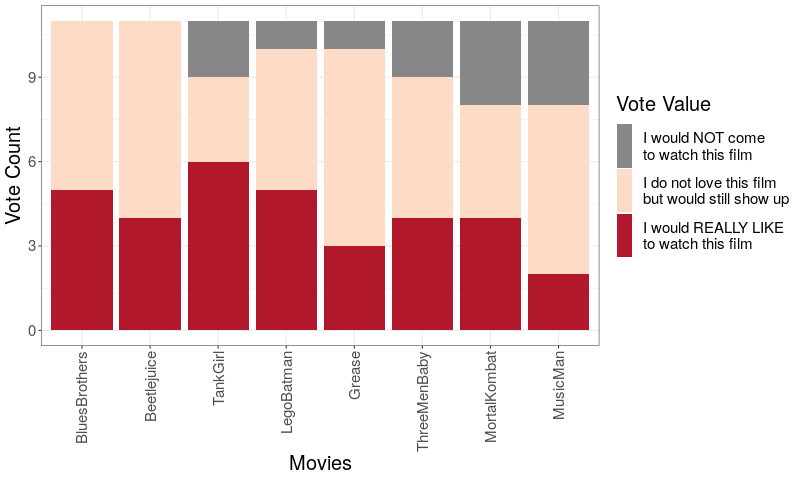 9
6
3
0
Vote Count
BluesBrothers
Beetlejuice
TankGirl
LegoBatman
Grease
ThreeMenBaby
MortalKombat
MusicMan
Movies
Vote Value
I would NOT come
to watch this film
I do not love this film
but would still show up
I would REALLY LIKE
to watch this film